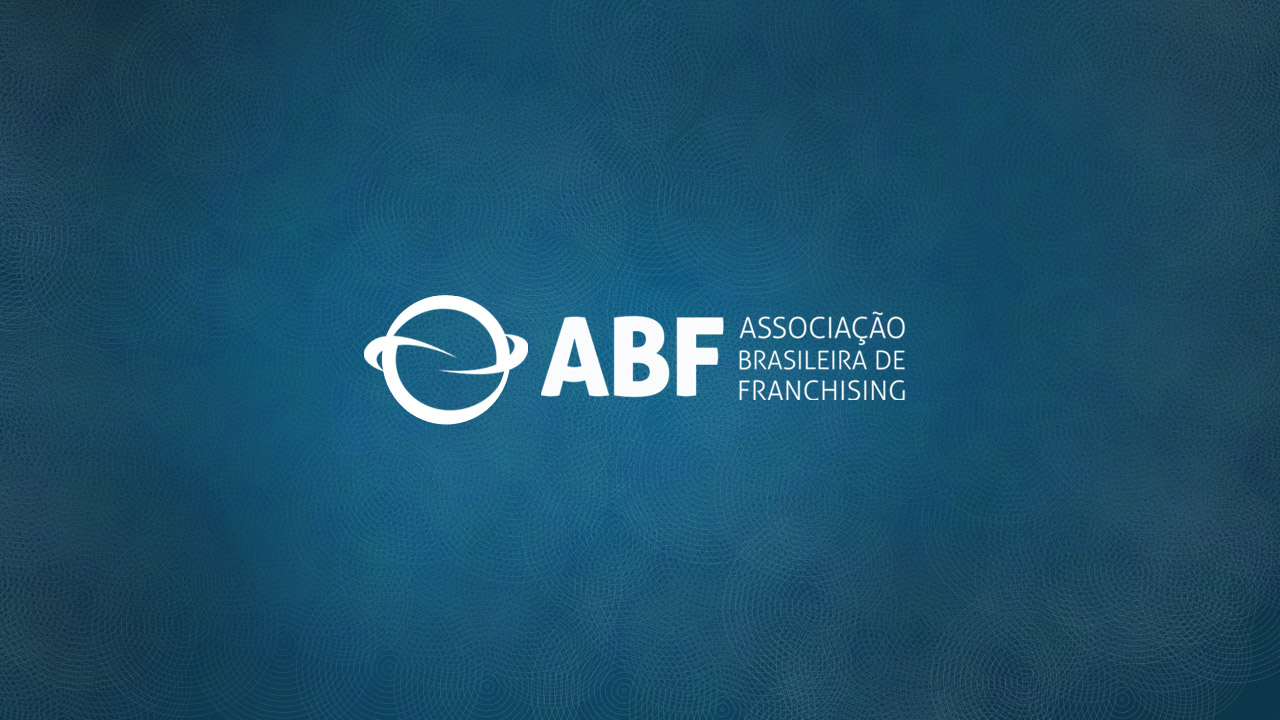 ABF
ASSOCIAÇÃO
BRASILEIRA DE
FRANCHISING